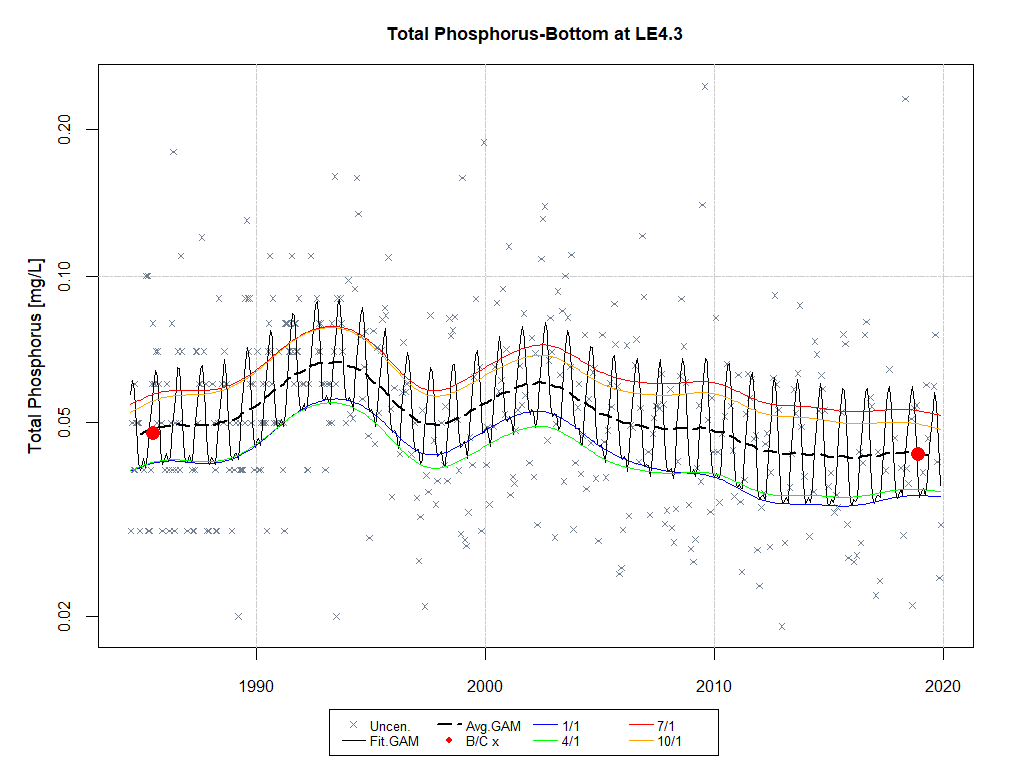 Total Phosphorus-Bottom at LE4.3
Total Phosphorus [mg/L]
0.20
0.10
0.05
0.02
1990 2000 2010 2020
Uncen. Avg.GAM 1/1 7/1
Fit.GAM B/C x 4/1 10/1